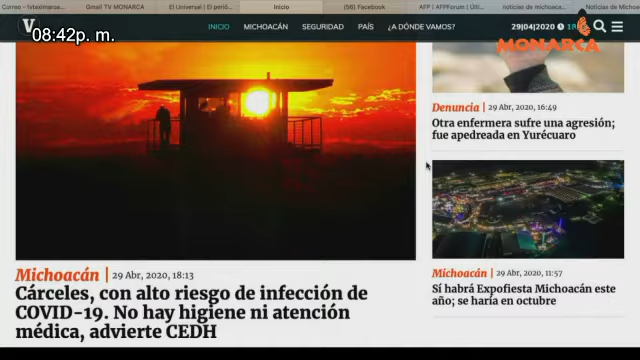 Correo - tvtaximaroa...
Gmail TV MONARCA
El Universal | El perió...
Inicio
(56) Facebook
AFP | AFPForum | Últi...
noticias de michoaca...
Noticias de Michoa
V
INICIO
MICHOACÁN
SEGURIDAD
PAÍS
¿A DÓNDE VAMOS?
29|04|2020
08:42p. m.
MONARCA
Denuncia | 29 Abr, 2020, 16:49
Otra enfermera sufre una agresión;
fue apedreada en Yurécuaro
Michoacán | 29 Abr, 2020, 18:13
Cárceles, con alto riesgo de infección de
COVID-19. No hay higiene ni atención
médica, advierte CEDH
Michoacán | 29 Abr, 2020, 11:57
Sí habrá Expofiesta Michoacán este
año; se haría en octubre